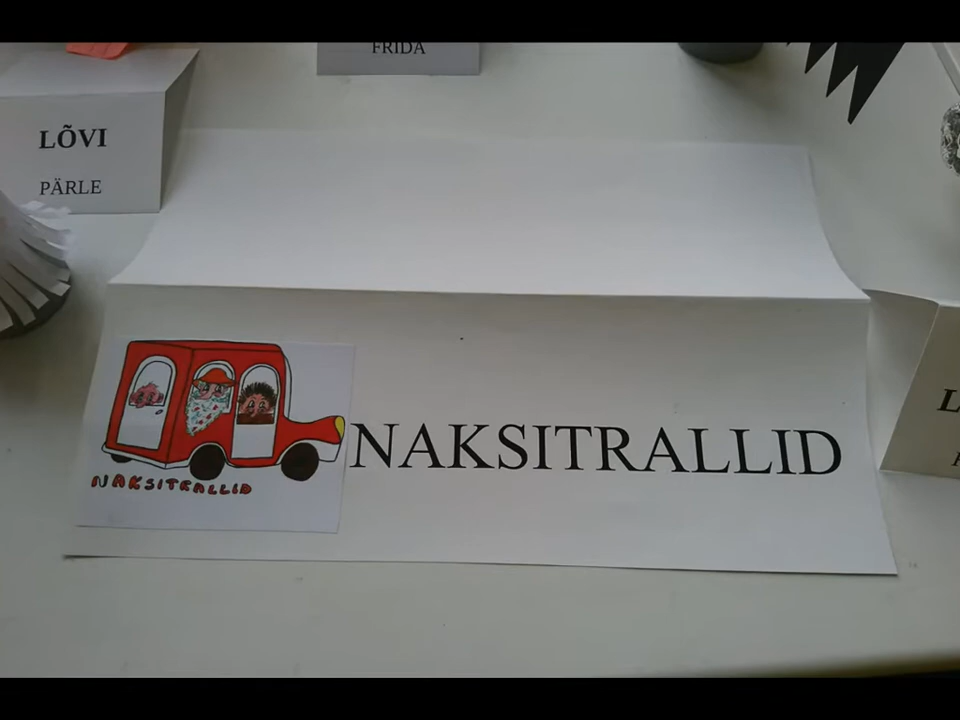 FRIDA
LÕVI
PÄRLE
NAKSITRALLID
NAKSITRALLID